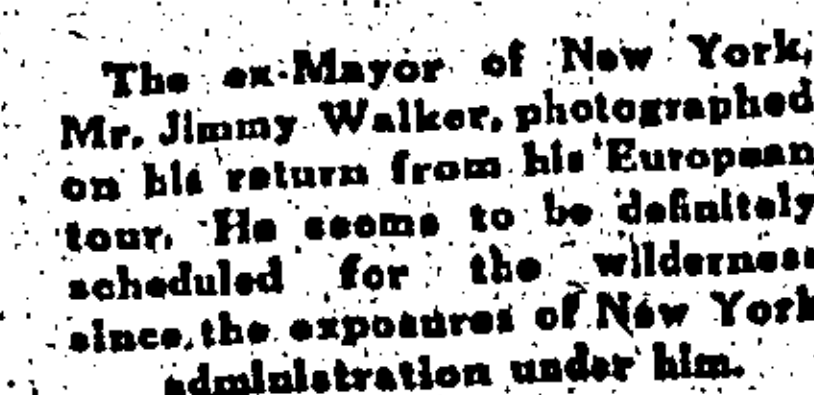 The ex-Mayor of New York,
Mr. Jimmy Walker, photographed
on his return from his European
tour. He seems to be definitely
scheduled for the wilderness
since the exposures of New York
administration under him.